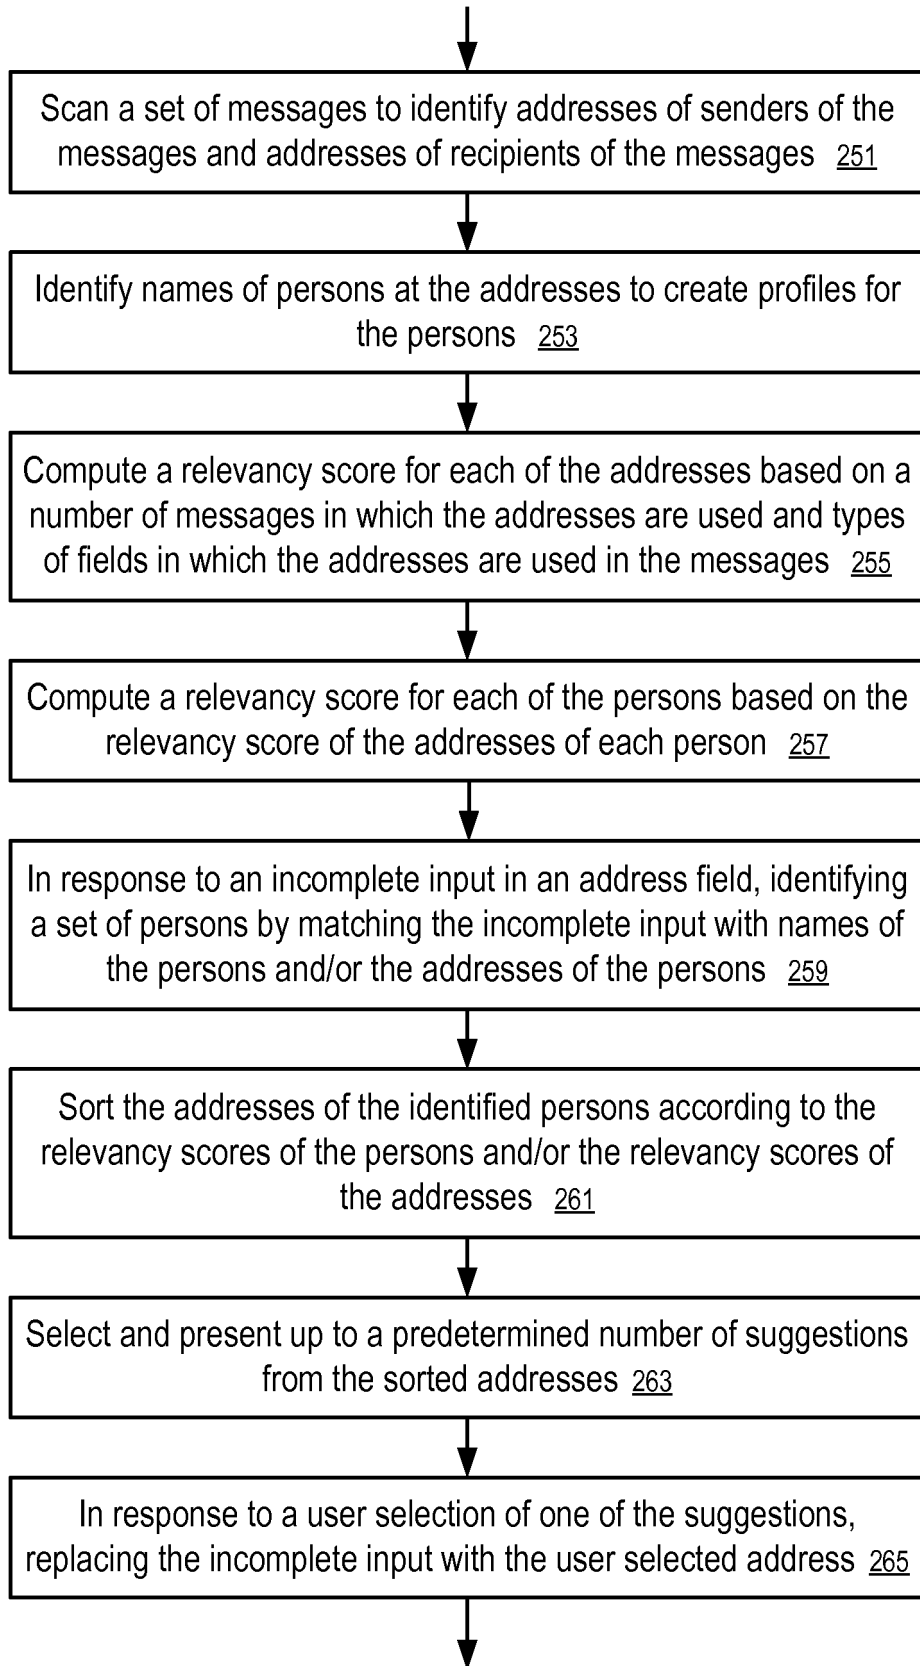 Scan a set of messages to identify addresses of senders of the
messages and addresses of recipients of the messages 251
Identify names of persons at the addresses to create profiles for
the persons 253
Compute a relevancy score for each of the addresses based on a
number of messages in which the addresses are used and types
of fields in which the addresses are used in the messages 255
Compute a relevancy score for each of the persons based on the
relevancy score of the addresses of each person 257
In response to an incomplete input in an address field, identifying
a set of persons by matching the incomplete input with names of
the persons and/or the addresses of the persons 259
Sort the addresses of the identified persons according to the
relevancy scores of the persons and/or the relevancy scores of
the addresses 261
Select and present up to a predetermined number of suggestions
from the sorted addresses 263
In response to a user selection of one of the suggestions,
replacing the incomplete input with the user selected address 265